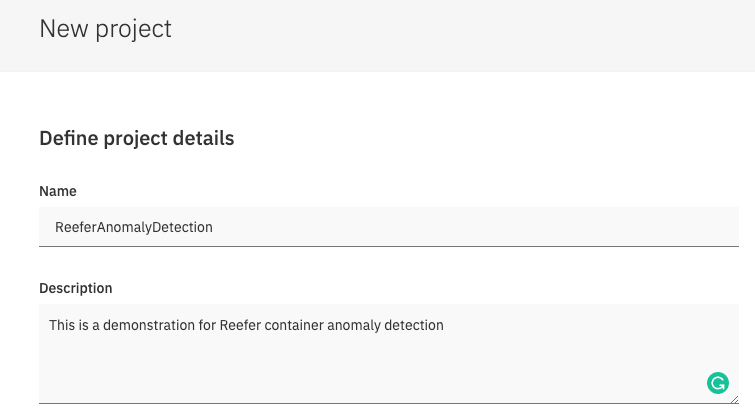 New project
Define project details
Name
ReeferAnomalyDetection
Description
This is a demonstration for Reefer container anomaly detection